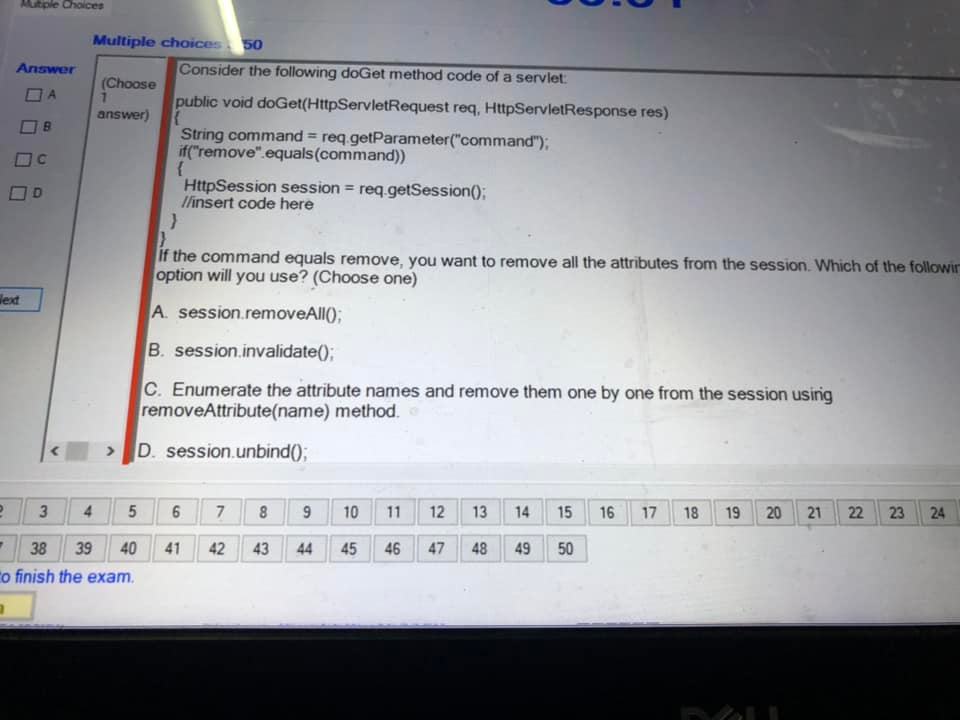 Multiple Choices
Multiple choices 50
Answer
A
B
C
D
(Choose
1
answer)
Consider the following doGet method code of a servlet:
public void doGet(HttpServletRequest req, HttpServletResponse res)
{
String command = req.getParameter("command");
if("remove".equals(command))
{
HttpSession session = req.getSession();
//insert code here
}
}
If the command equals remove, you want to remove all the attributes from the session. Which of the followin
option will you use? (Choose one)
A. session.removeAll();
B. session.invalidate();
C. Enumerate the attribute names and remove them one by one from the session using
removeAttribute(name) method.
D. session.unbind();
< >
3 4 5 6 7 8 9 10 11 12 13 14 15 16 17 18 19 20 21 22 23 24
38 39 40 41 42 43 44 45 46 47 48 49 50
to finish the exam.
DELL